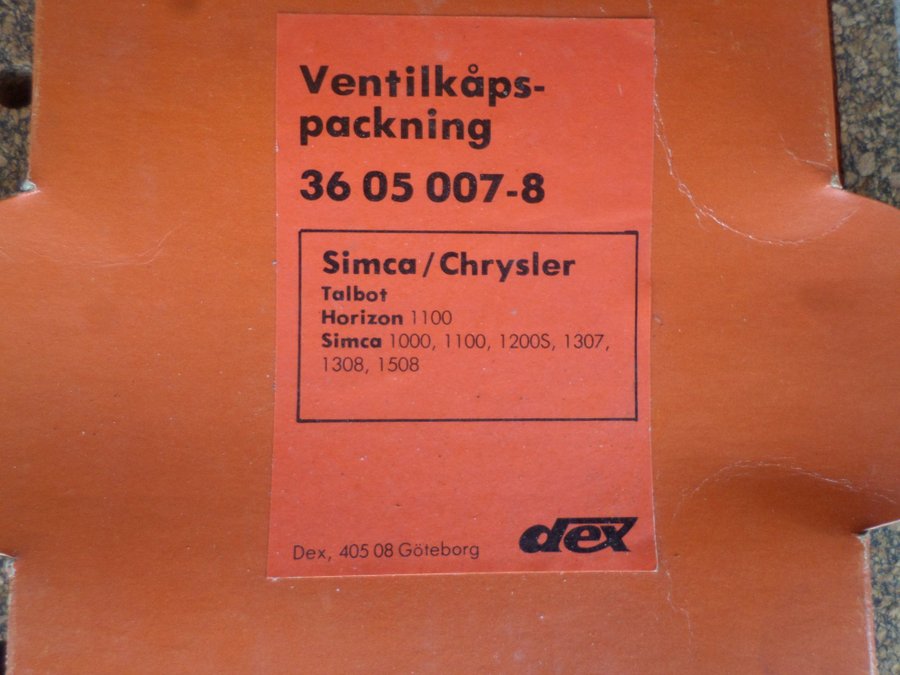 Ventilkåps-
packning
36 05 007-8
Simca/Chrysler
Talbot
Horizon 1100
Simca 1000, 1100, 1200S, 1307,
1308, 1508
Dex, 405 08 Göteborg
dex